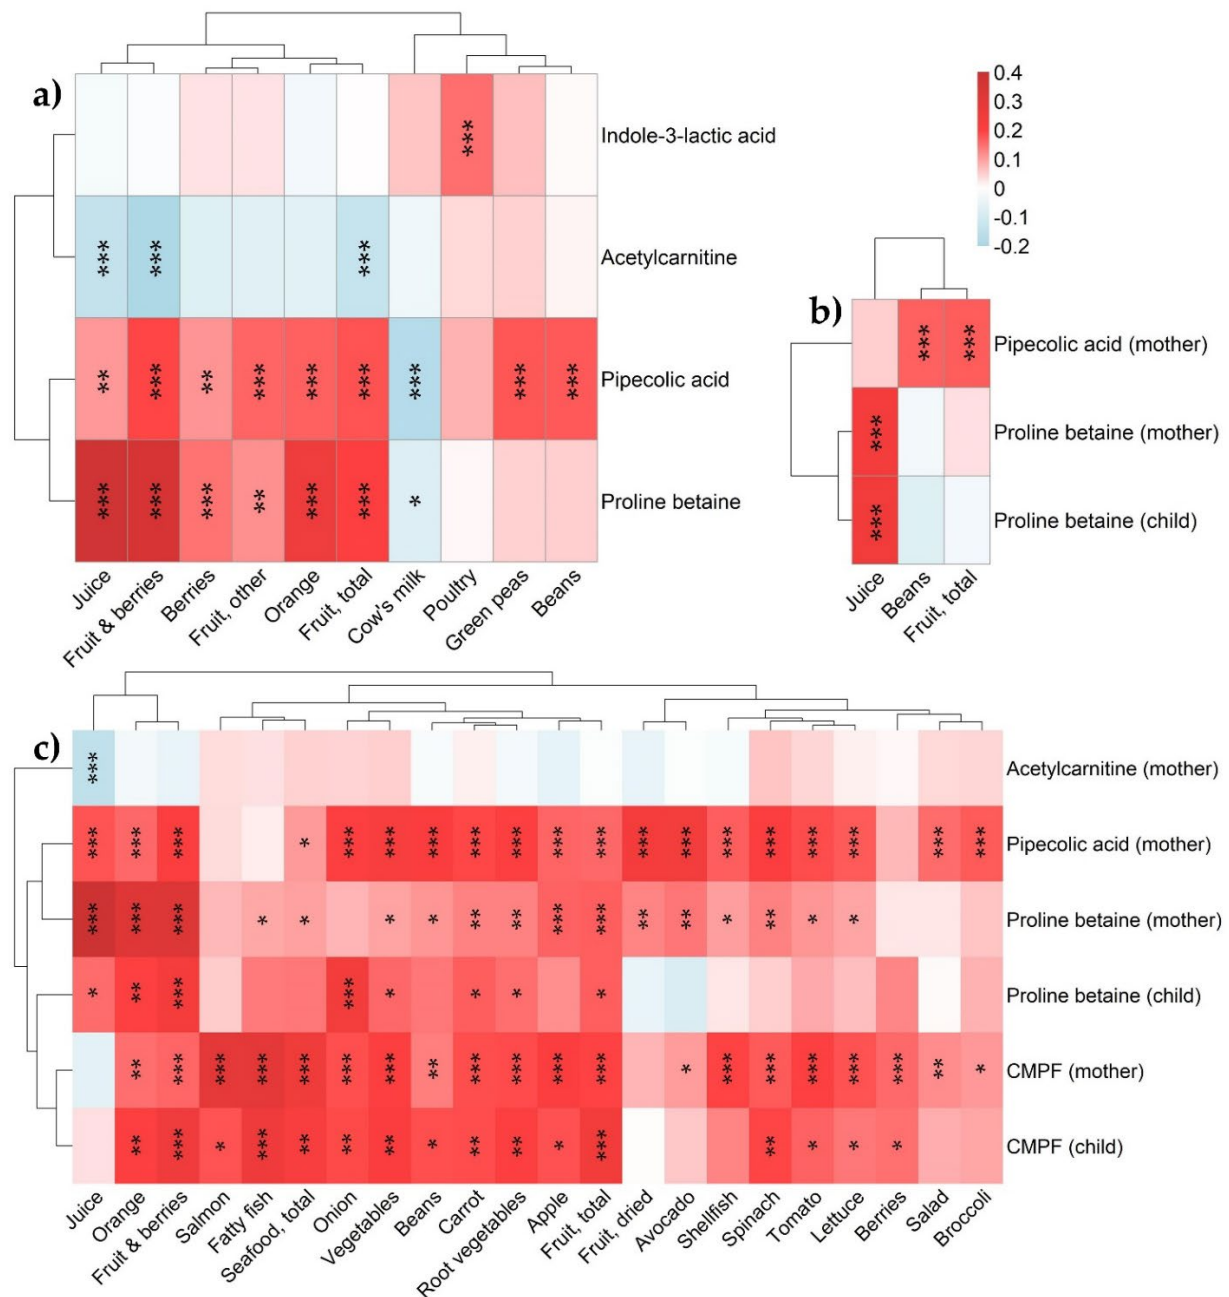 a)
0.4
0.3
0.2
0.1
0
-0.1
-0.2
Indole-3-lactic acid
***
Acetylcarnitine
*** *** ***
Pipecolic acid
** *** ** *** *** *** *** *** ***
Proline betaine
*** *** *** ** *** *** *
Juice
Fruit & berries
Berries
Fruit, other
Orange
Fruit, total
Cow's milk
Poultry
Green peas
Beans
b)
Pipecolic acid (mother)
*** ***
Proline betaine (mother)
***
Proline betaine (child)
***
Juice
Beans
Fruit, total
c)
Acetylcarnitine (mother)
***
Pipecolic acid (mother)
*** *** *** * *** *** *** *** *** *** *** *** *** *** *** *** *** *** ***
Proline betaine (mother)
*** *** *** * * * * ** ** *** *** ** ** * ** * *
Proline betaine (child)
* ** *** *** * * * *
CMPF (mother)
** *** *** *** *** *** *** ** *** *** *** *** * *** *** *** *** *** ** *
CMPF (child)
** *** * *** ** ** ** * ** ** * *** ** * * *
Juice
Orange
Fruit & berries
Salmon
Fatty fish
Seafood, total
Onion
Vegetables
Beans
Carrot
Root vegetables
Apple
Fruit, total
Fruit, dried
Avocado
Shellfish
Spinach
Tomato
Lettuce
Berries
Salad
Broccoli